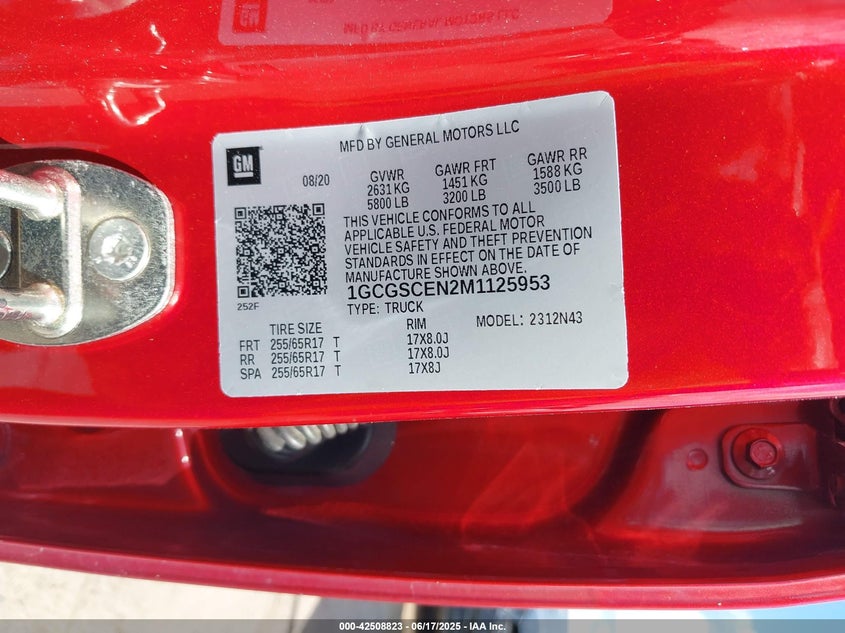 MFD BY GENERAL MOTORS LLC
GM
08/20
GVWR
2631 KG
5800 LB
GAWR FRT
1451 KG
3200 LB
GAWR RR
1588 KG
3500 LB
THIS VEHICLE CONFORMS TO ALL
APPLICABLE U.S. FEDERAL MOTOR
VEHICLE SAFETY AND THEFT PREVENTION
STANDARDS IN EFFECT ON THE DATE OF
MANUFACTURE SHOWN ABOVE.
1GCGSCEN2M1125953
252F
TYPE: TRUCK
TIRE SIZE RIM MODEL: 2312N43
FRT 255/65R17 T 17X8.0J
RR 255/65R17 T 17X8.0J
SPA 255/65R17 T 17X8J
000-42508823 | 06/17/2025 - IAA Inc.